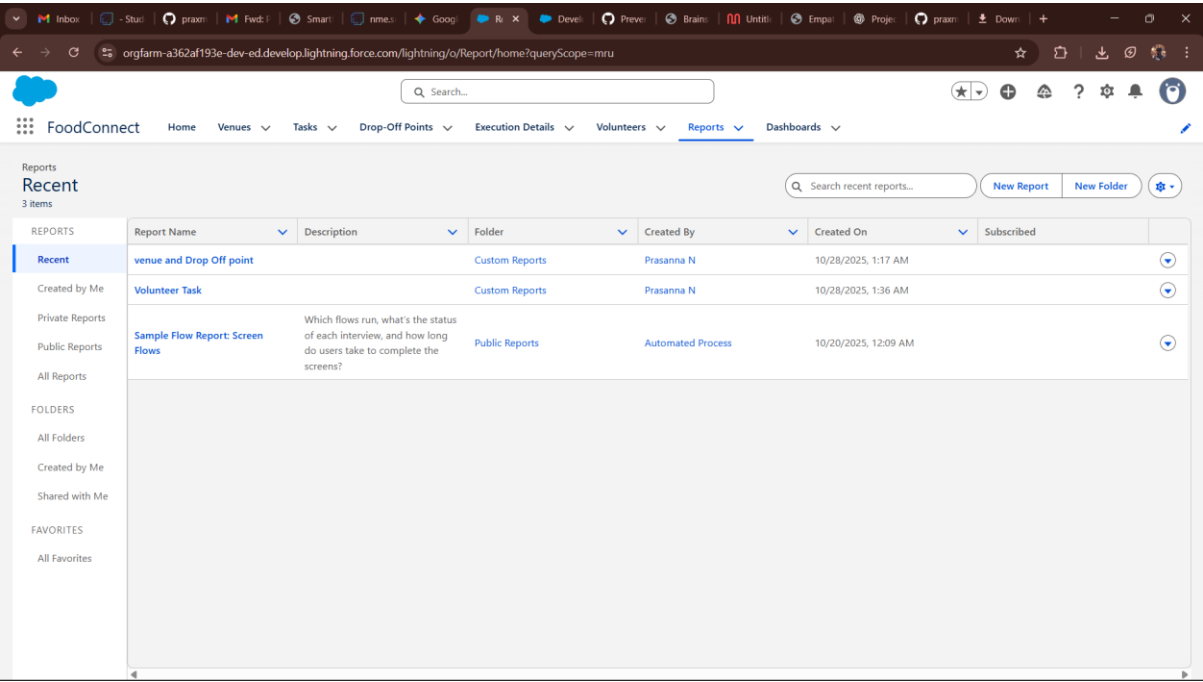 Inbox
- Stud
praxm
Fwd: F
Smart
nme.s
Googl
Re
Devel
Preve
Brains
Untitle
Empat
Projec
praxm
Down
orgfarm-a362af193e-dev-ed.develop.lightning.force.com/lightning/o/Report/home?queryScope=mru
Search...
FoodConnect
Home
Venues
Tasks
Drop-Off Points
Execution Details
Volunteers
Reports
Dashboards
Reports
Recent
3 items
Search recent reports...
New Report
New Folder
REPORTS
Recent
Created by Me
Private Reports
Public Reports
All Reports
FOLDERS
All Folders
Created by Me
Shared with Me
FAVORITES
All Favorites
Report Name Description Folder Created By Created On Subscribed
venue and Drop Off point Custom Reports Prasanna N 10/28/2025, 1:17 AM
Volunteer Task Custom Reports Prasanna N 10/28/2025, 1:36 AM
Sample Flow Report: Screen
Flows
Which flows run, what's the status
of each interview, and how long
do users take to complete the
screens?
Public Reports
Automated Process
10/20/2025, 12:09 AM